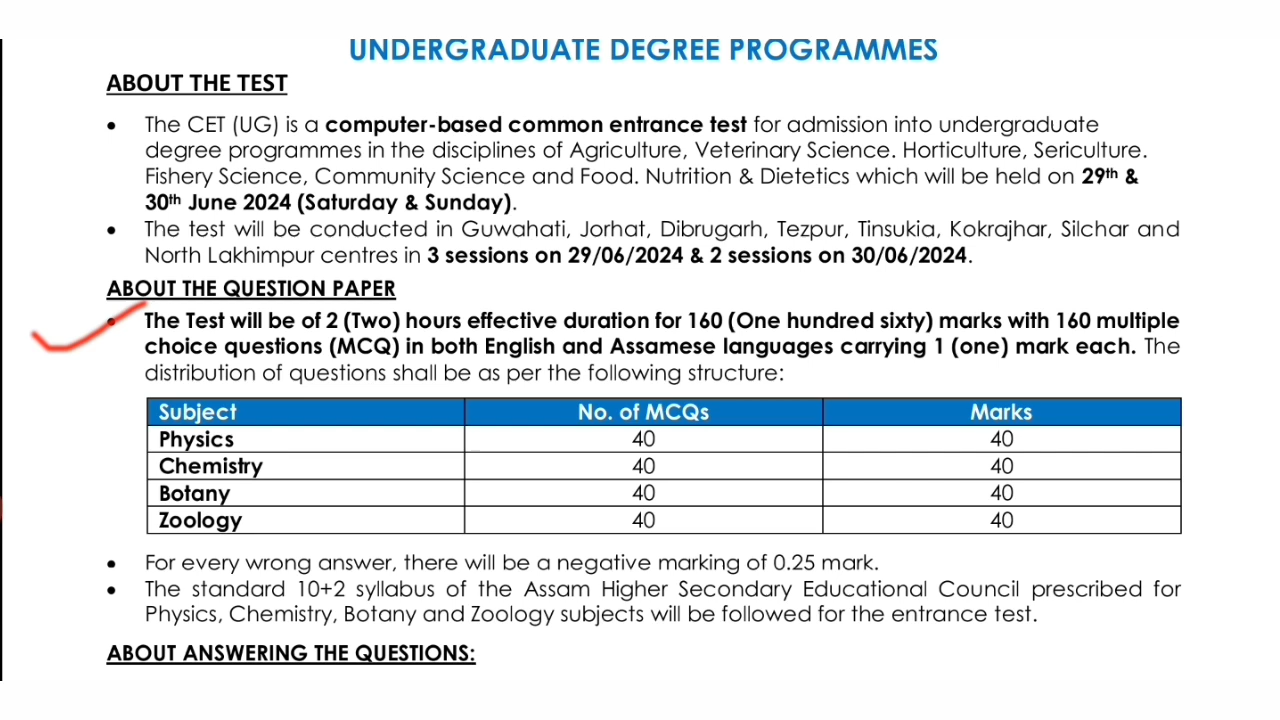 UNDERGRADUATE DEGREE PROGRAMMES
ABOUT THE TEST
• The CET (UG) is a computer-based common entrance test for admission into undergraduate
degree programmes in the disciplines of Agriculture, Veterinary Science. Horticulture, Sericulture.
Fishery Science, Community Science and Food. Nutrition & Dietetics which will be held on 29th &
30th June 2024 (Saturday & Sunday).
• The test will be conducted in Guwahati, Jorhat, Dibrugarh, Tezpur, Tinsukia, Kokrajhar, Silchar and
North Lakhimpur centres in 3 sessions on 29/06/2024 & 2 sessions on 30/06/2024.
ABOUT THE QUESTION PAPER
• The Test will be of 2 (Two) hours effective duration for 160 (One hundred sixty) marks with 160 multiple
choice questions (MCQ) in both English and Assamese languages carrying 1 (one) mark each. The
distribution of questions shall be as per the following structure:
Subject No. of MCQs Marks
Physics 40 40
Chemistry 40 40
Botany 40 40
Zoology 40 40
• For every wrong answer, there will be a negative marking of 0.25 mark.
• The standard 10+2 syllabus of the Assam Higher Secondary Educational Council prescribed for
Physics, Chemistry, Botany and Zoology subjects will be followed for the entrance test.
ABOUT ANSWERING THE QUESTIONS: